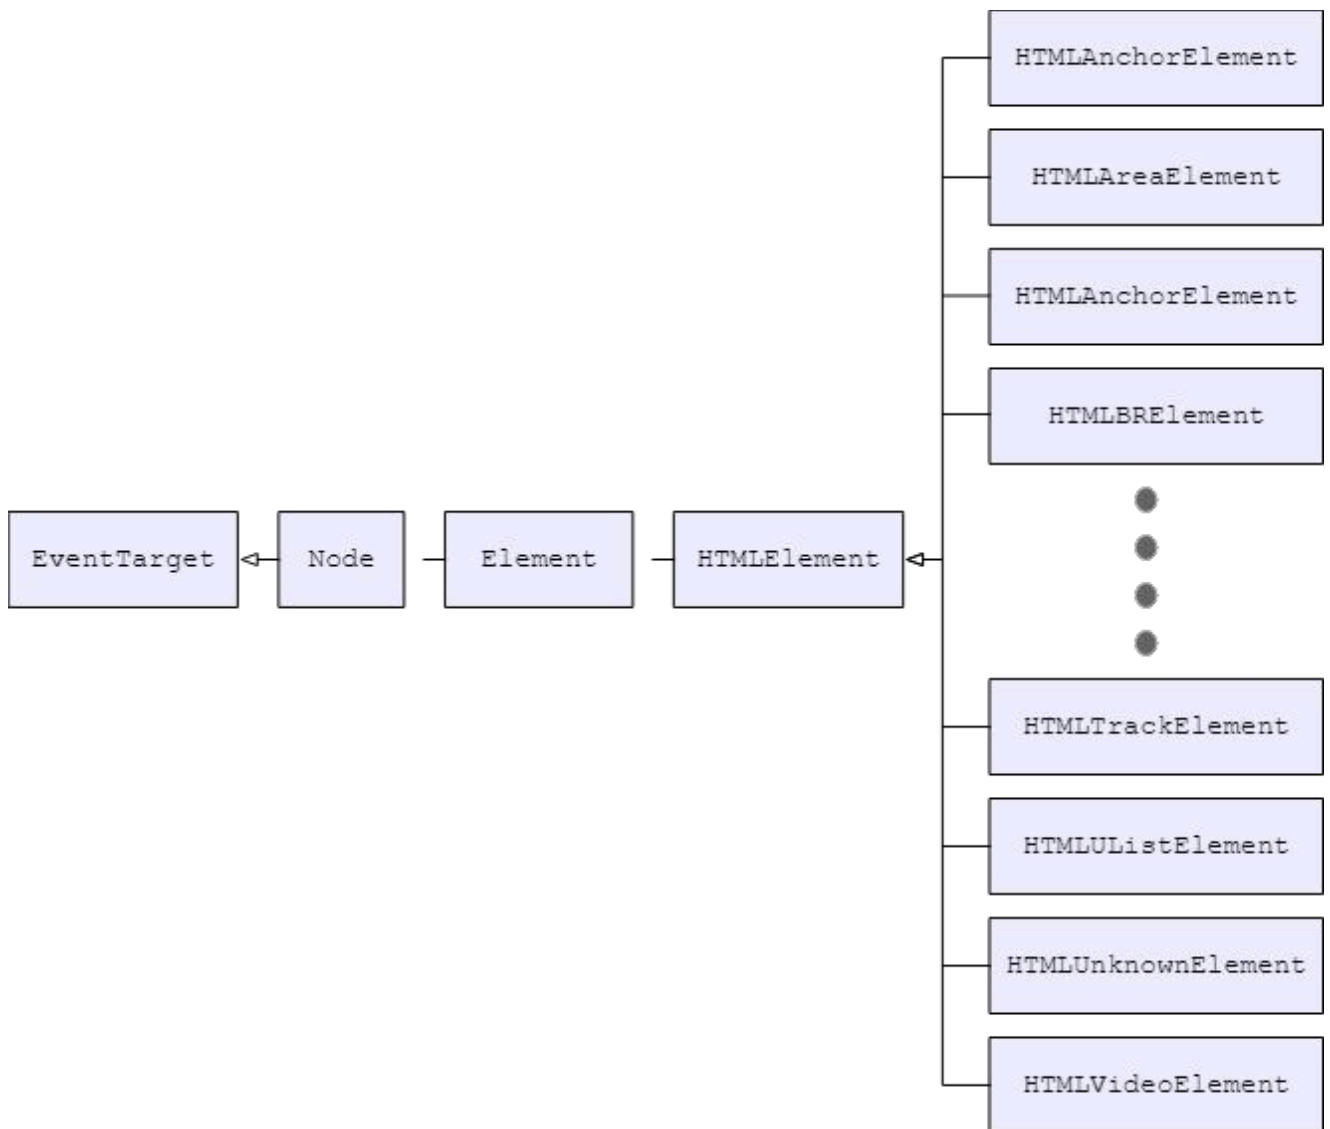 HTMLAnchorElement
HTMLAreaElement
HTMLAnchorElement
HTMLBRElement
EventTarget
Node
Element
HTMLElement
HTMLTrackElement
HTMLUListElement
HTMLUnknownElement
HTMLVideoElement